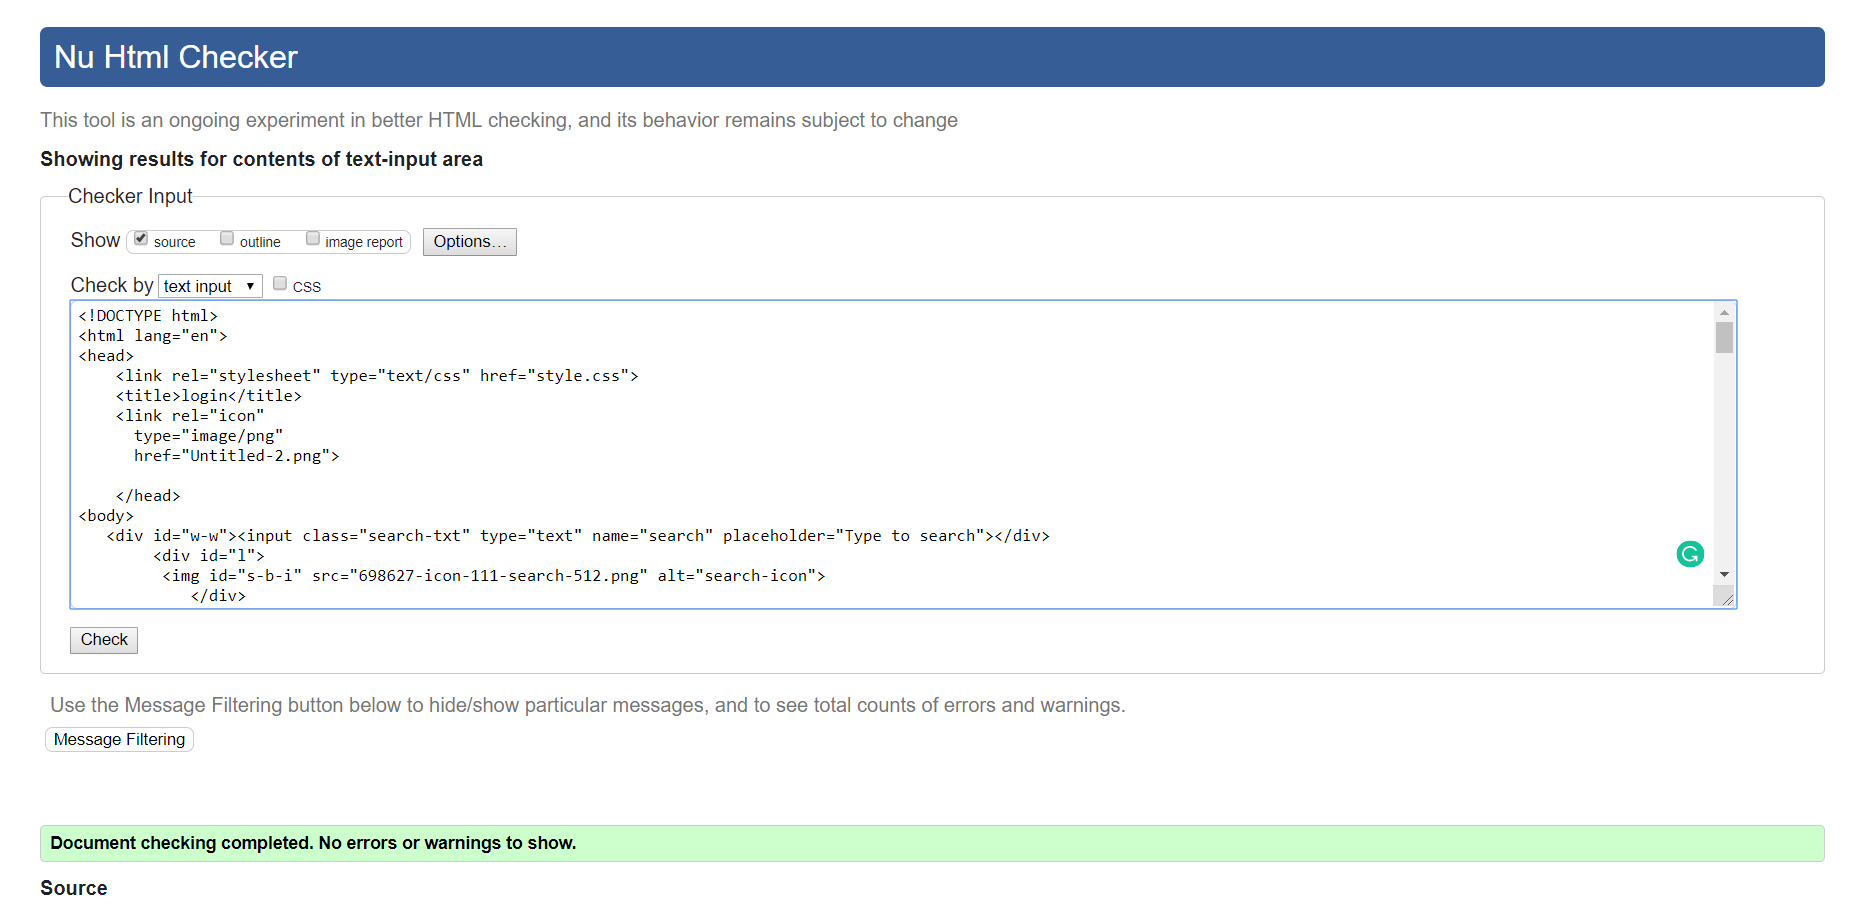 Nu Html Checker
This tool is an ongoing experiment in better HTML checking, and its behavior remains subject to change
Showing results for contents of text-input area
Checker Input
Show source outline image report Options...
Check by text input CSS
<!DOCTYPE html>
<html lang="en">
<head>
    <link rel="stylesheet" type="text/css" href="style.css">
    <title>login</title>
    <link rel="icon"
      type="image/png"
      href="Untitled-2.png">
    </head>
<body>
   <div id="w-w"><input class="search-txt" type="text" name="search" placeholder="Type to search"></div>
        <div id="l">
         <img id="s-b-i" src="698627-icon-111-search-512.png" alt="search-icon">
            </div>
Check
Use the Message Filtering button below to hide/show particular messages, and to see total counts of errors and warnings.
Message Filtering
Document checking completed. No errors or warnings to show.
Source